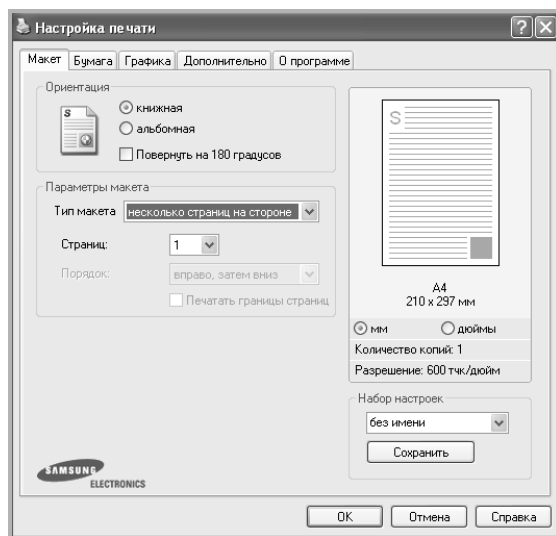 Настройка печати
Макет Бумага Графика Дополнительно О программе
Ориентация
S
книжная
альбомная
Повернуть на 180 градусов
Параметры макета
Тип макета несколько страниц на стороне
Страниц: 1
Порядок: вправо, затем вниз
Печатать границы страниц
S
A4
210 x 297 мм
мм дюймы
Количество копий: 1
Разрешение: 600 тчк/дюйм
Набор настроек
без имени
Сохранить
SAMSUNG
ELECTRONICS
OK Отмена Справка